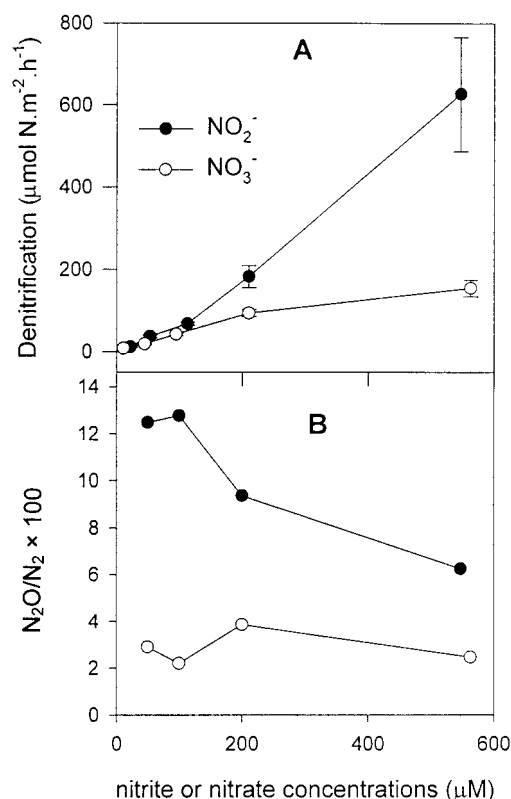 800
A
600
NO₂⁻
NO₃⁻
400
200
0
Denitrification (µmol N.m⁻².h⁻¹)
14
B
12
10
8
6
4
2
0
N₂O/N₂ × 100
0 200 400 600
nitrite or nitrate concentrations (µM)